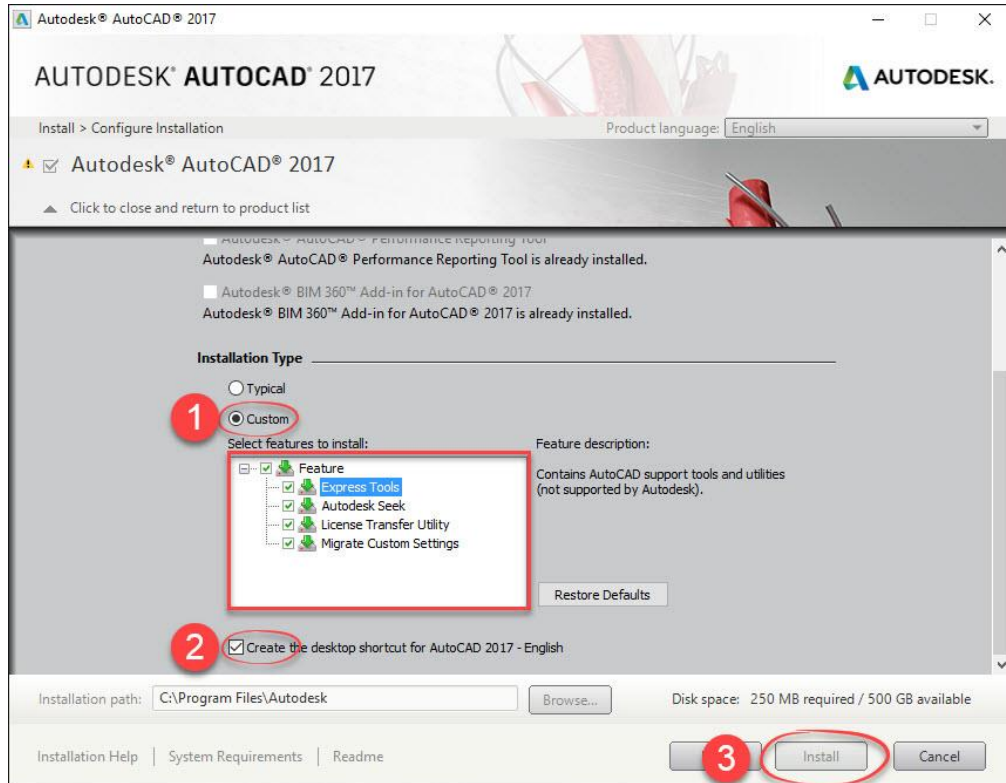 Autodesk® AutoCAD® 2017
AUTODESK® AUTOCAD® 2017
AUTODESK.
Install > Configure Installation
Product language: English
Autodesk® AutoCAD® 2017
Click to close and return to product list
Autodesk® AutoCAD® Performance Reporting Tool
Autodesk® AutoCAD® Performance Reporting Tool is already installed.
Autodesk® BIM 360™ Add-in for AutoCAD® 2017
Autodesk® BIM 360™ Add-in for AutoCAD® 2017 is already installed.
Installation Type
Typical
1
Custom
Select features to install:
Feature description:
Feature
Express Tools
Autodesk Seek
License Transfer Utility
Migrate Custom Settings
Contains AutoCAD support tools and utilities
(not supported by Autodesk).
Restore Defaults
2
Create the desktop shortcut for AutoCAD 2017 - English
Installation path: C:\Program Files\Autodesk
Browse...
Disk space: 250 MB required / 500 GB available
Installation Help
System Requirements
Readme
3
Install
Cancel